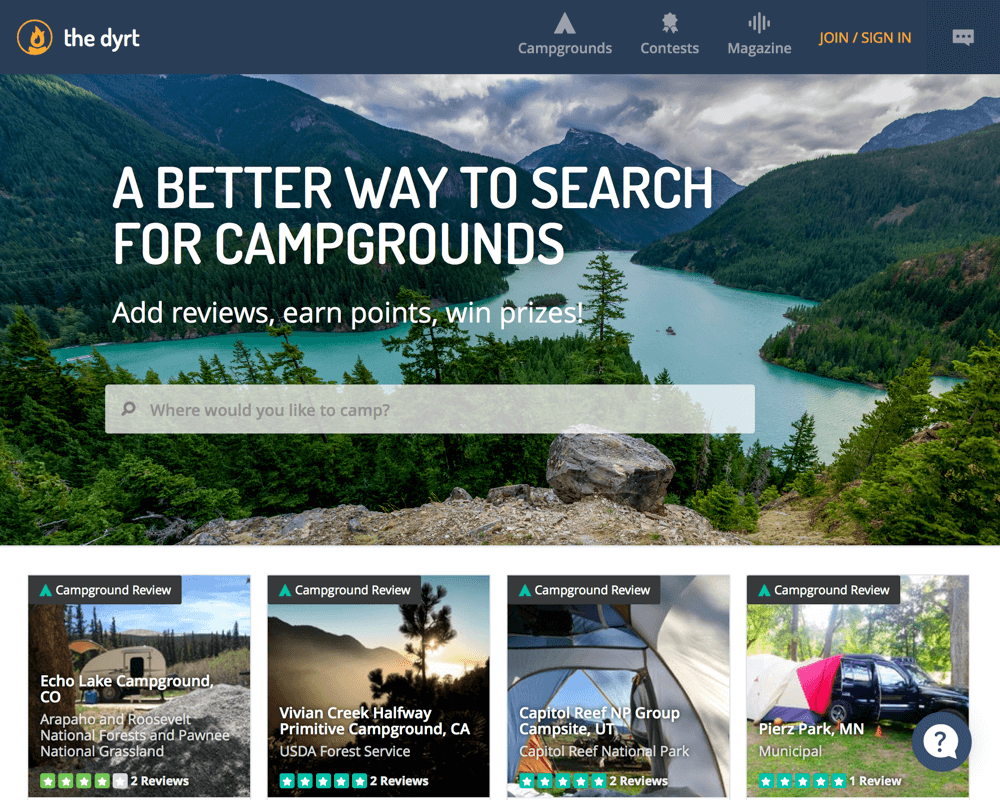 the dyrt
Campgrounds
Contests
Magazine
JOIN / SIGN IN
A BETTER WAY TO SEARCH
FOR CAMPGROUNDS
Add reviews, earn points, win prizes!
Where would you like to camp?
Campground Review
Echo Lake Campground,
CO
Arapaho and Roosevelt
National Forests and Pawnee
National Grassland
2 Reviews
Campground Review
Vivian Creek Halfway
Primitive Campground, CA
USDA Forest Service
2 Reviews
Campground Review
Capitol Reef NP Group
Campsite, UT
Capitol Reef National Park
2 Reviews
Campground Review
Pierz Park, MN
Municipal
1 Review
?